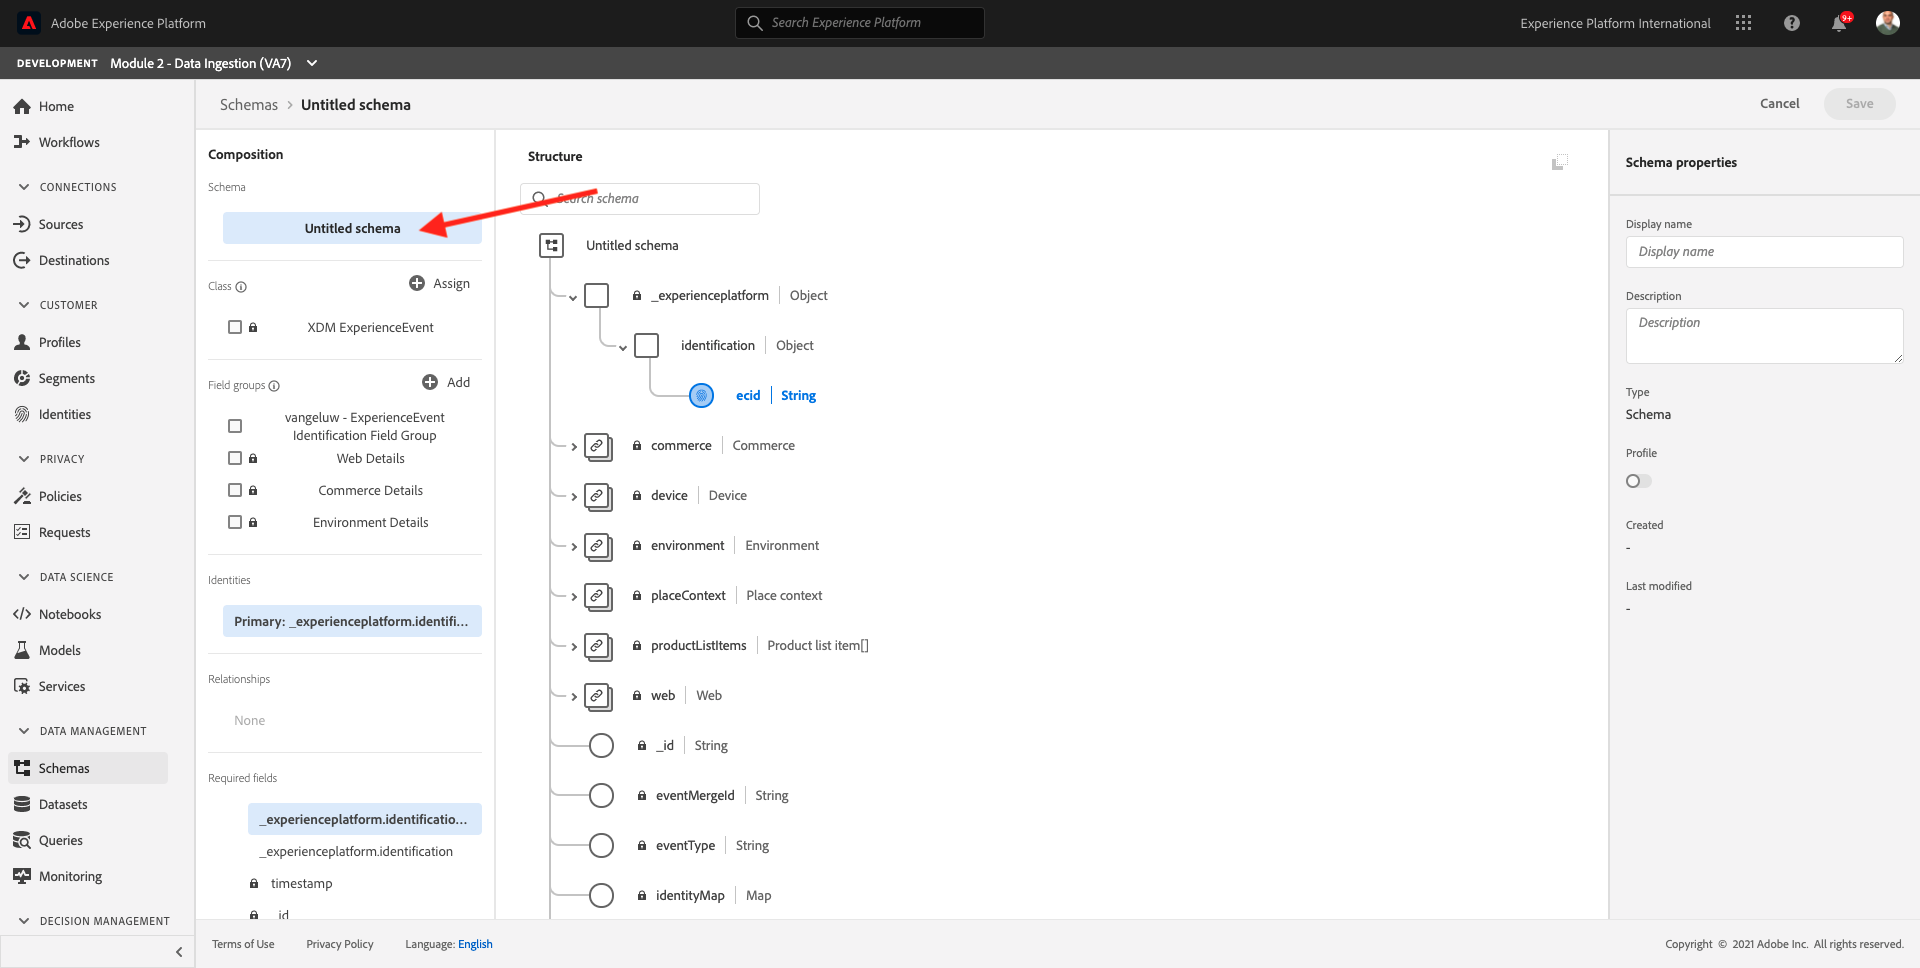 Adobe Experience Platform
Search Experience Platform
Experience Platform International
9+
DEVELOPMENT Module 2 - Data Ingestion (VA7)
Home
Workflows
CONNECTIONS
Sources
Destinations
CUSTOMER
Profiles
Segments
Identities
PRIVACY
Policies
Requests
DATA SCIENCE
Notebooks
Models
Services
DATA MANAGEMENT
Schemas
Datasets
Queries
Monitoring
DECISION MANAGEMENT
Schemas > Untitled schema
Cancel
Save
Composition
Schema
Untitled schema
Class
Assign
XDM ExperienceEvent
Field groups
Add
vangeluw - ExperienceEvent
Identification Field Group
Web Details
Commerce Details
Environment Details
Identities
Primary: _experienceplatform.identifi...
Relationships
None
Required fields
_experienceplatform.identificatio...
_experienceplatform.identification
timestamp
_id
Structure
Search schema
Untitled schema
_experienceplatform | Object
identification | Object
ecid | String
commerce | Commerce
device | Device
environment | Environment
placeContext | Place context
productListItems | Product list item[]
web | Web
_id | String
eventMergeId | String
eventType | String
identityMap | Map
Schema properties
Display name
Display name
Description
Description
Type
Schema
Profile
Created
-
Last modified
-
Terms of Use
Privacy Policy
Language: English
Copyright © 2021 Adobe Inc. All rights reserved.